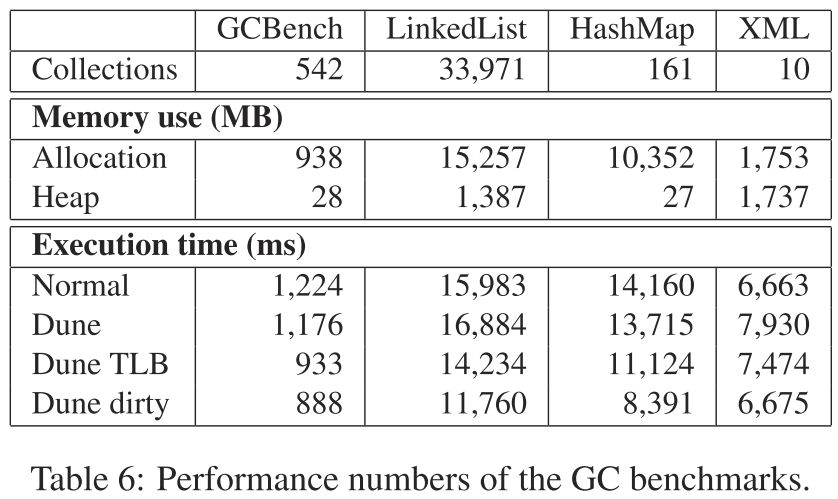 GCBench LinkedList HashMap XML
Collections 542 33,971 161 10
Memory use (MB)
Allocation 938 15,257 10,352 1,753
Heap 28 1,387 27 1,737
Execution time (ms)
Normal 1,224 15,983 14,160 6,663
Dune 1,176 16,884 13,715 7,930
Dune TLB 933 14,234 11,124 7,474
Dune dirty 888 11,760 8,391 6,675
Table 6: Performance numbers of the GC benchmarks.